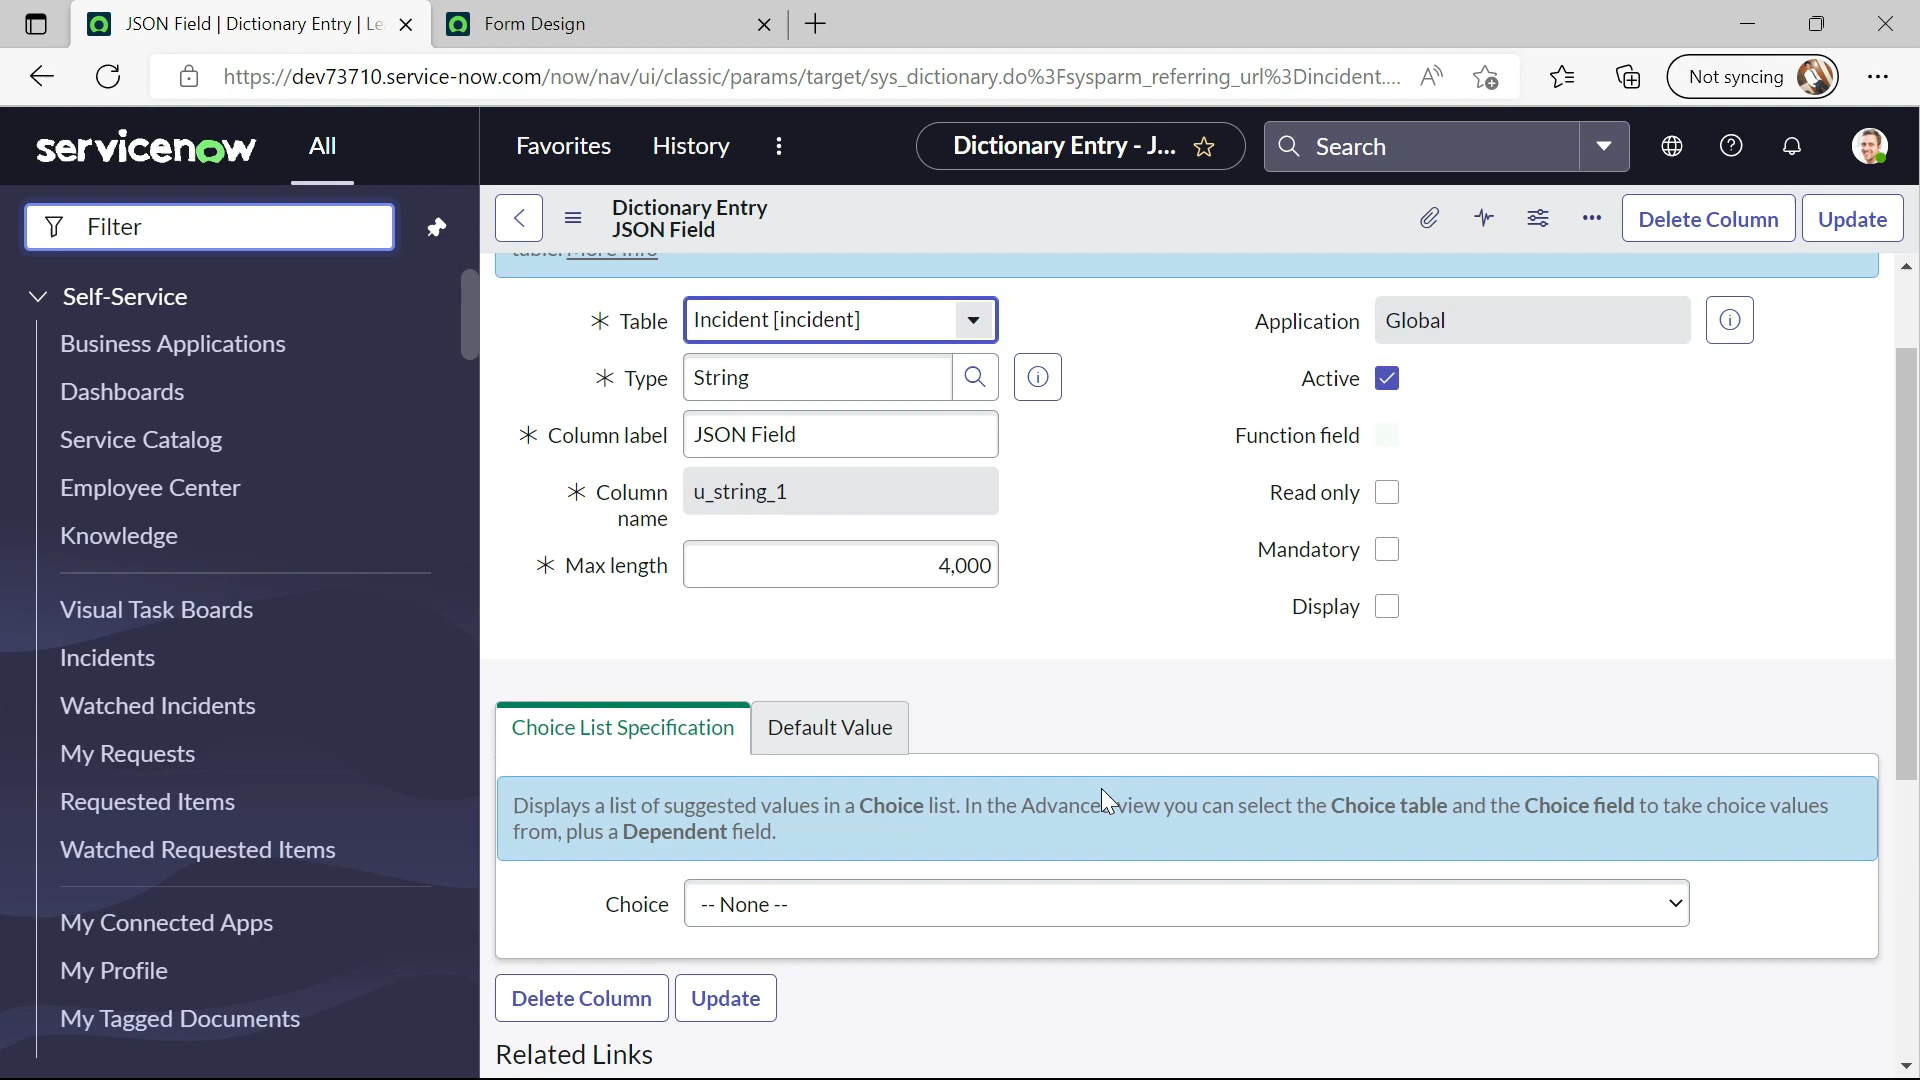 JSON Field | Dictionary Entry | Le
Form Design
https://dev73710.service-now.com/now/nav/ui/classic/params/target/sys_dictionary.do%3Fsysparm_referring_url%3Dincident....
Not syncing
servicenow
All
Favorites
History
Dictionary Entry - J...
Search
Filter
Dictionary Entry
JSON Field
Delete Column
Update
Self-Service
Business Applications
Dashboards
Service Catalog
Employee Center
Knowledge
Visual Task Boards
Incidents
Watched Incidents
My Requests
Requested Items
Watched Requested Items
My Connected Apps
My Profile
My Tagged Documents
table. More Info
Table Incident [incident]
Type String
Column label JSON Field
Column name u_string_1
Max length 4,000
Application Global
Active
Function field
Read only
Mandatory
Display
Choice List Specification
Default Value
Displays a list of suggested values in a Choice list. In the Advanced view you can select the Choice table and the Choice field to take choice values
from, plus a Dependent field.
Choice -- None --
Delete Column
Update
Related Links